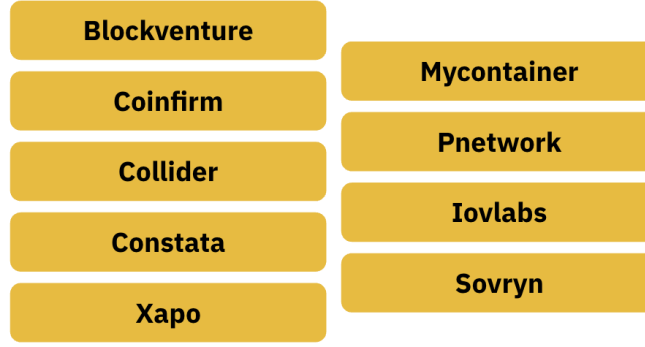 Blockventure
Coinfirm
Collider
Constata
Xapo
Mycontainer
Pnetwork
Iovlabs
Sovryn